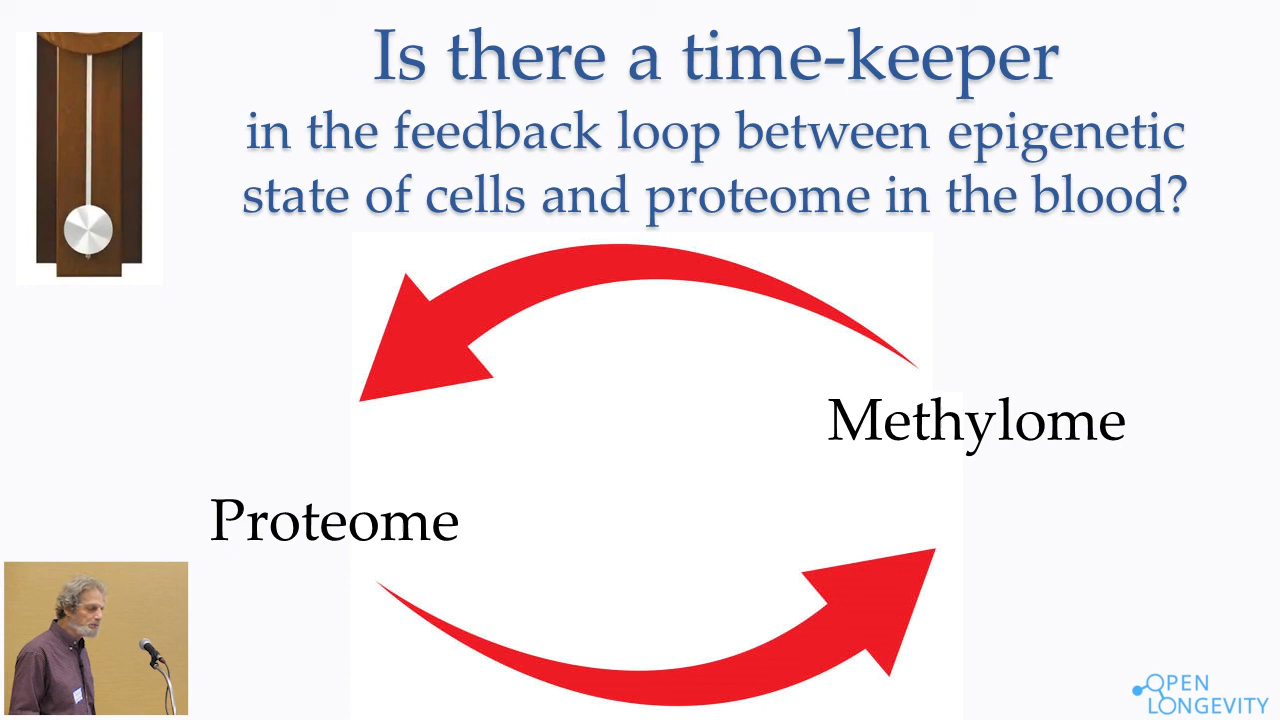 Is there a time-keeper
in the feedback loop between epigenetic
state of cells and proteome in the blood?
Methylome
Proteome
OPEN
LONGEVITY